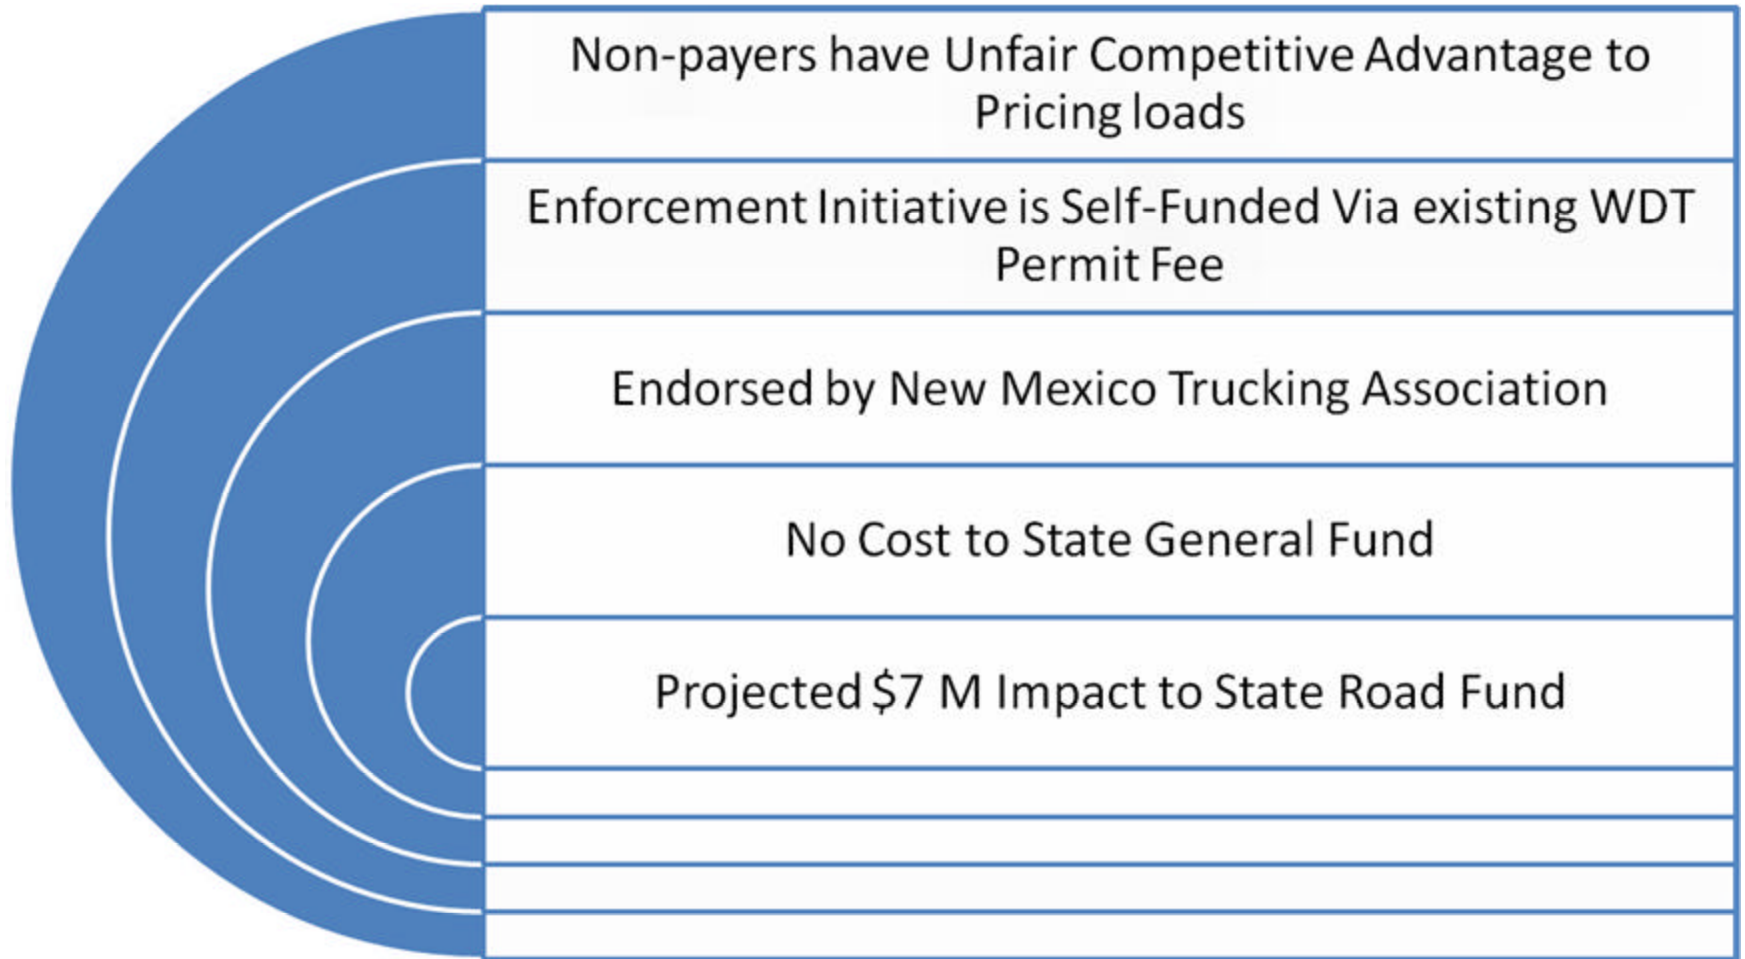 Non-payers have Unfair Competitive Advantage to
Pricing loads
Enforcement Initiative is Self-Funded Via existing WDT
Permit Fee
Endorsed by New Mexico Trucking Association
No Cost to State General Fund
Projected $7 M Impact to State Road Fund